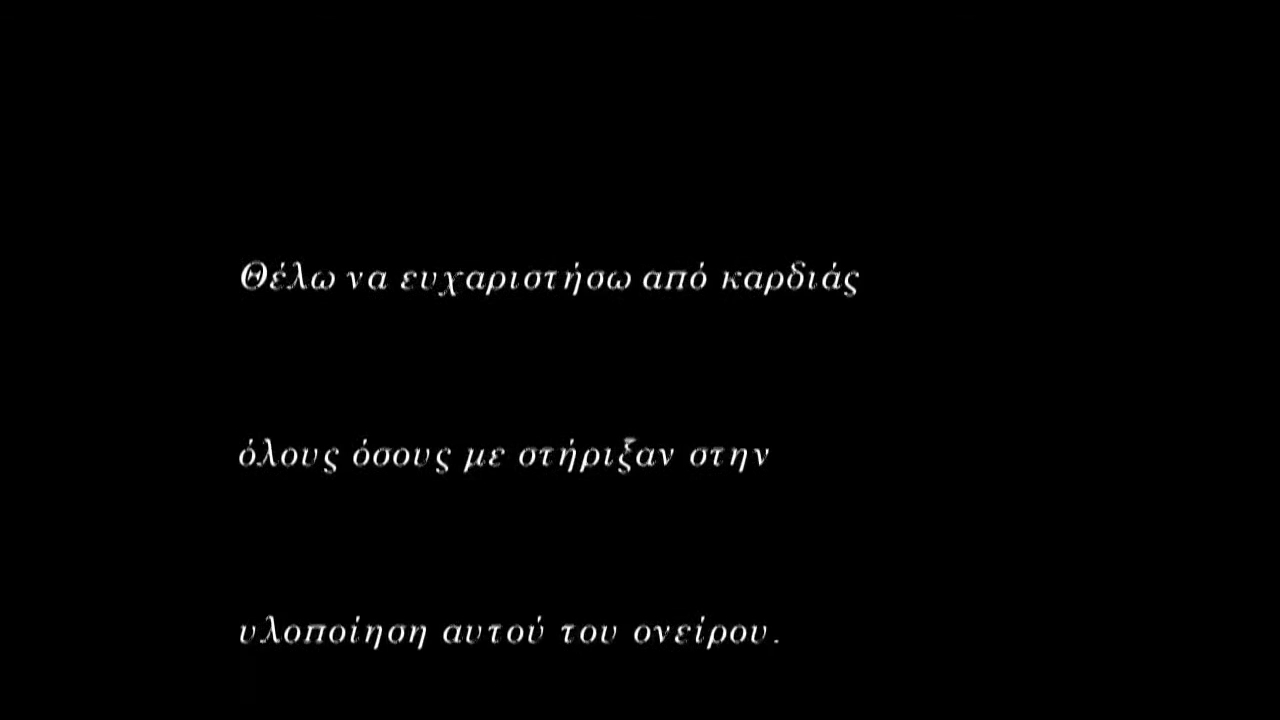 Θέλω να ευχαριστήσω από καρδιάς
όλους όσους με στήριξαν στην
υλοποίηση αυτού του ονείρου.